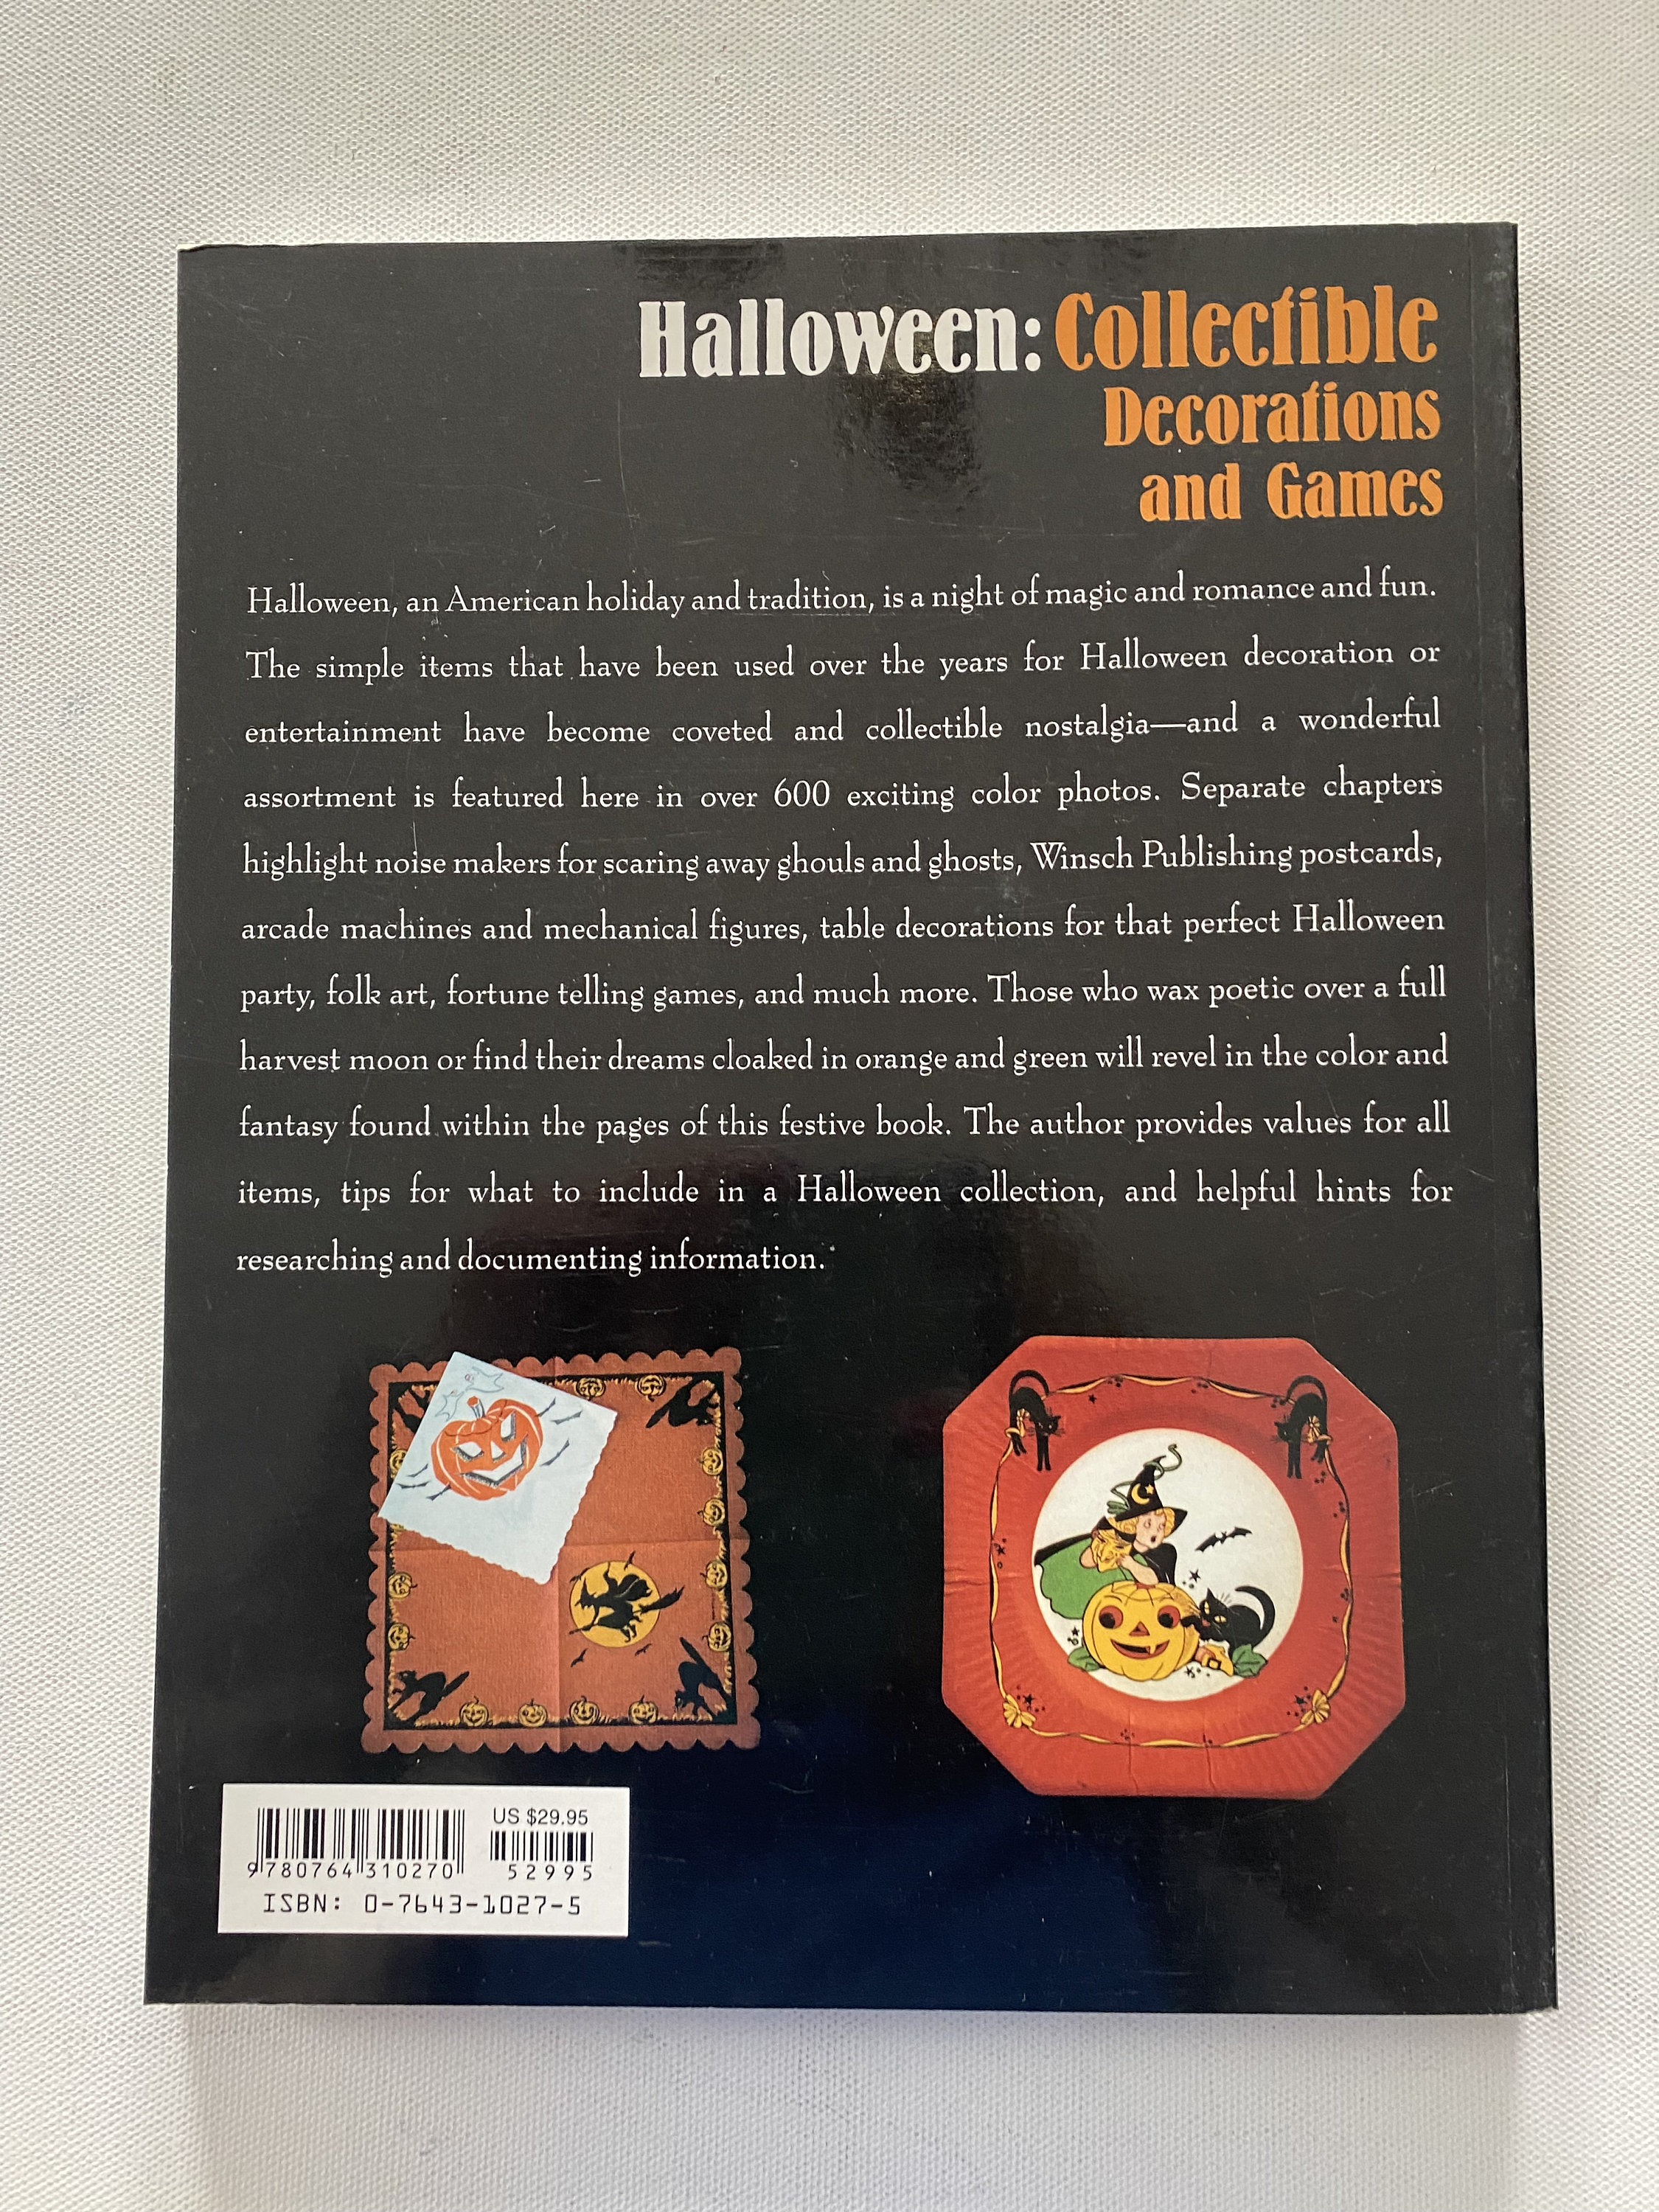 Halloween: Collectible
Decorations
and Games
Halloween, an American holiday and tradition, is a night of magic and romance and fun.
The simple items that have been used over the years for Halloween decoration or
entertainment have become coveted and collectible nostalgia—and a wonderful
assortment is featured here in over 600 exciting color photos. Separate chapters
highlight noise makers for scaring away ghouls and ghosts, Winsch Publishing postcards,
arcade machines and mechanical figures, table decorations for that perfect Halloween
party, folk art, fortune telling games, and much more. Those who wax poetic over a full
harvest moon or find their dreams cloaked in orange and green will revel in the color and
fantasy found within the pages of this festive book. The author provides values for all
items, tips for what to include in a Halloween collection, and helpful hints for
researching and documenting information.
US $29.95
9 780764 310270
52995
ISBN: 0-7643-1027-5